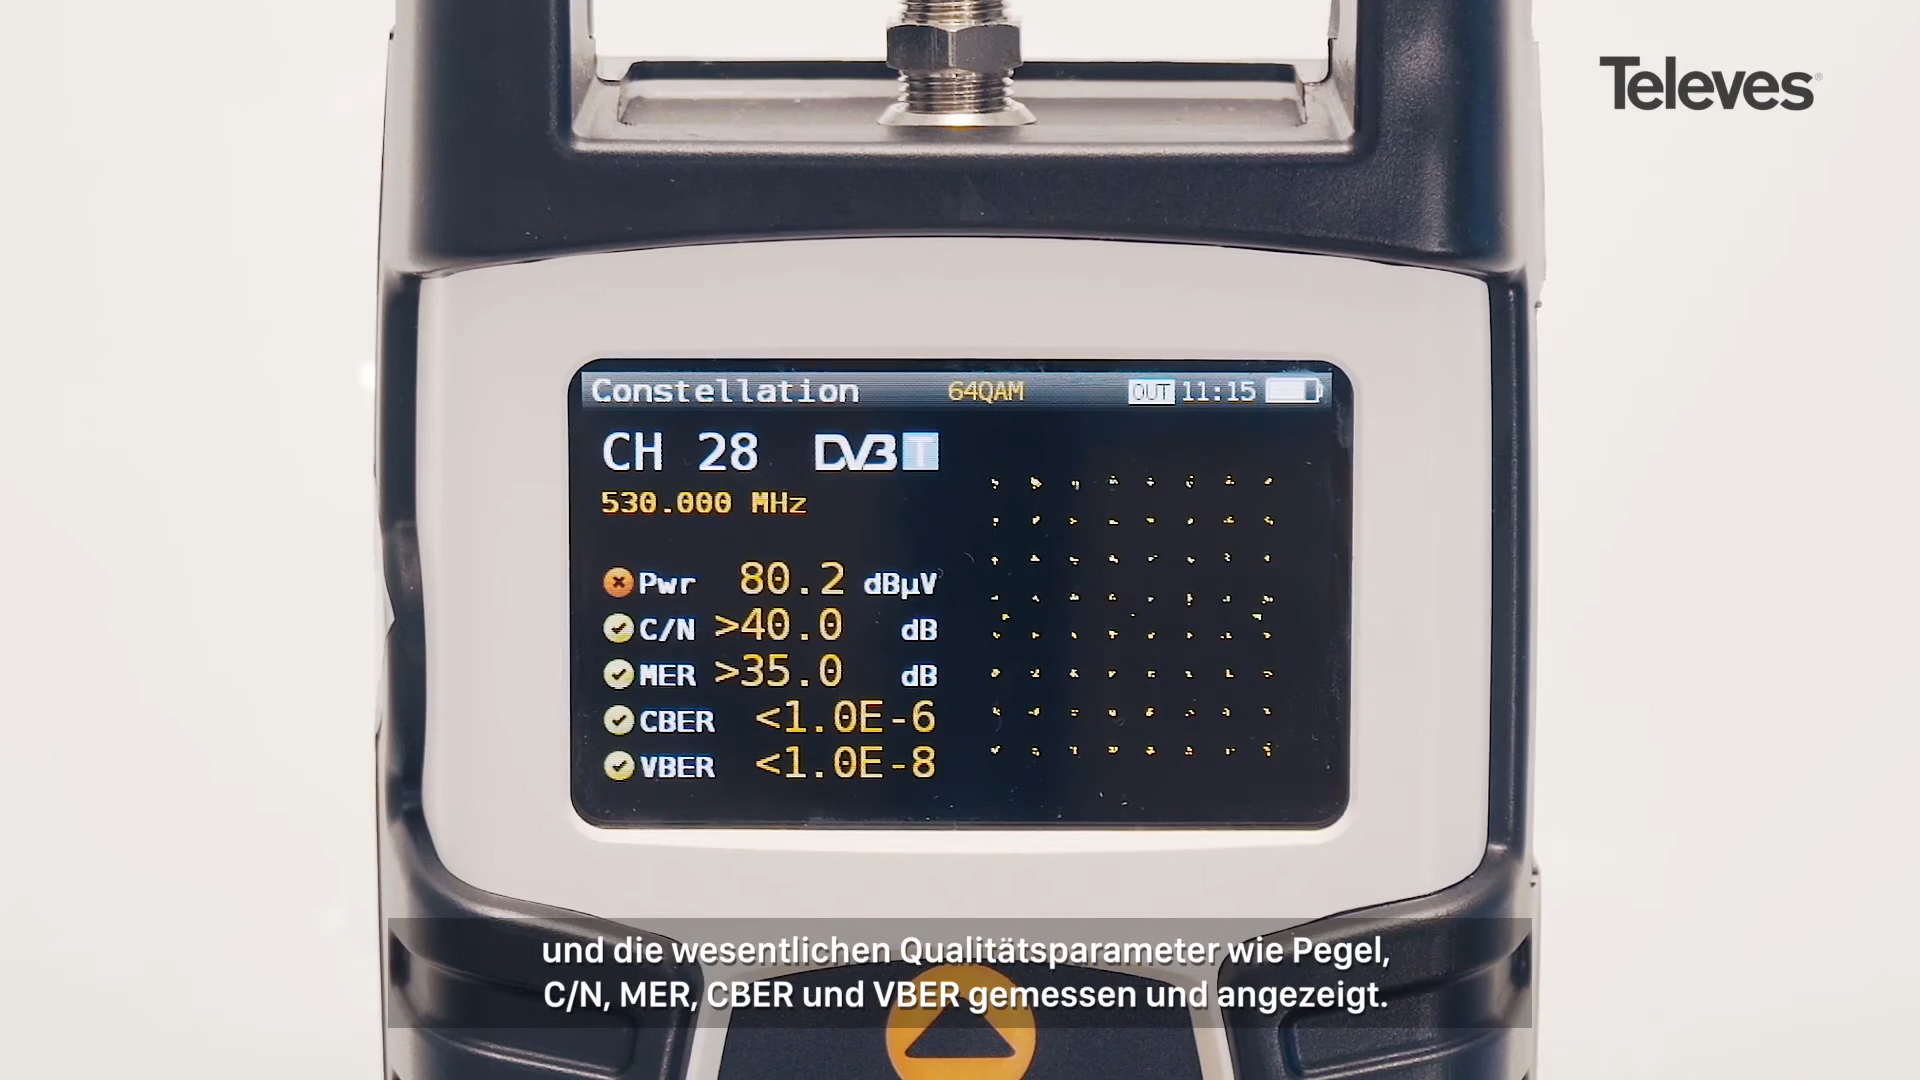 Televes
Constellation 64QAM OUT 11:15
CH 28 DVB T
530.000 MHz
Pwr 80.2 dBµV
C/N >40.0 dB
MER >35.0 dB
CBER <1.0E-6
VBER <1.0E-8
und die wesentlichen Qualitätsparameter wie Pegel,
C/N, MER, CBER und VBER gemessen und angezeigt.